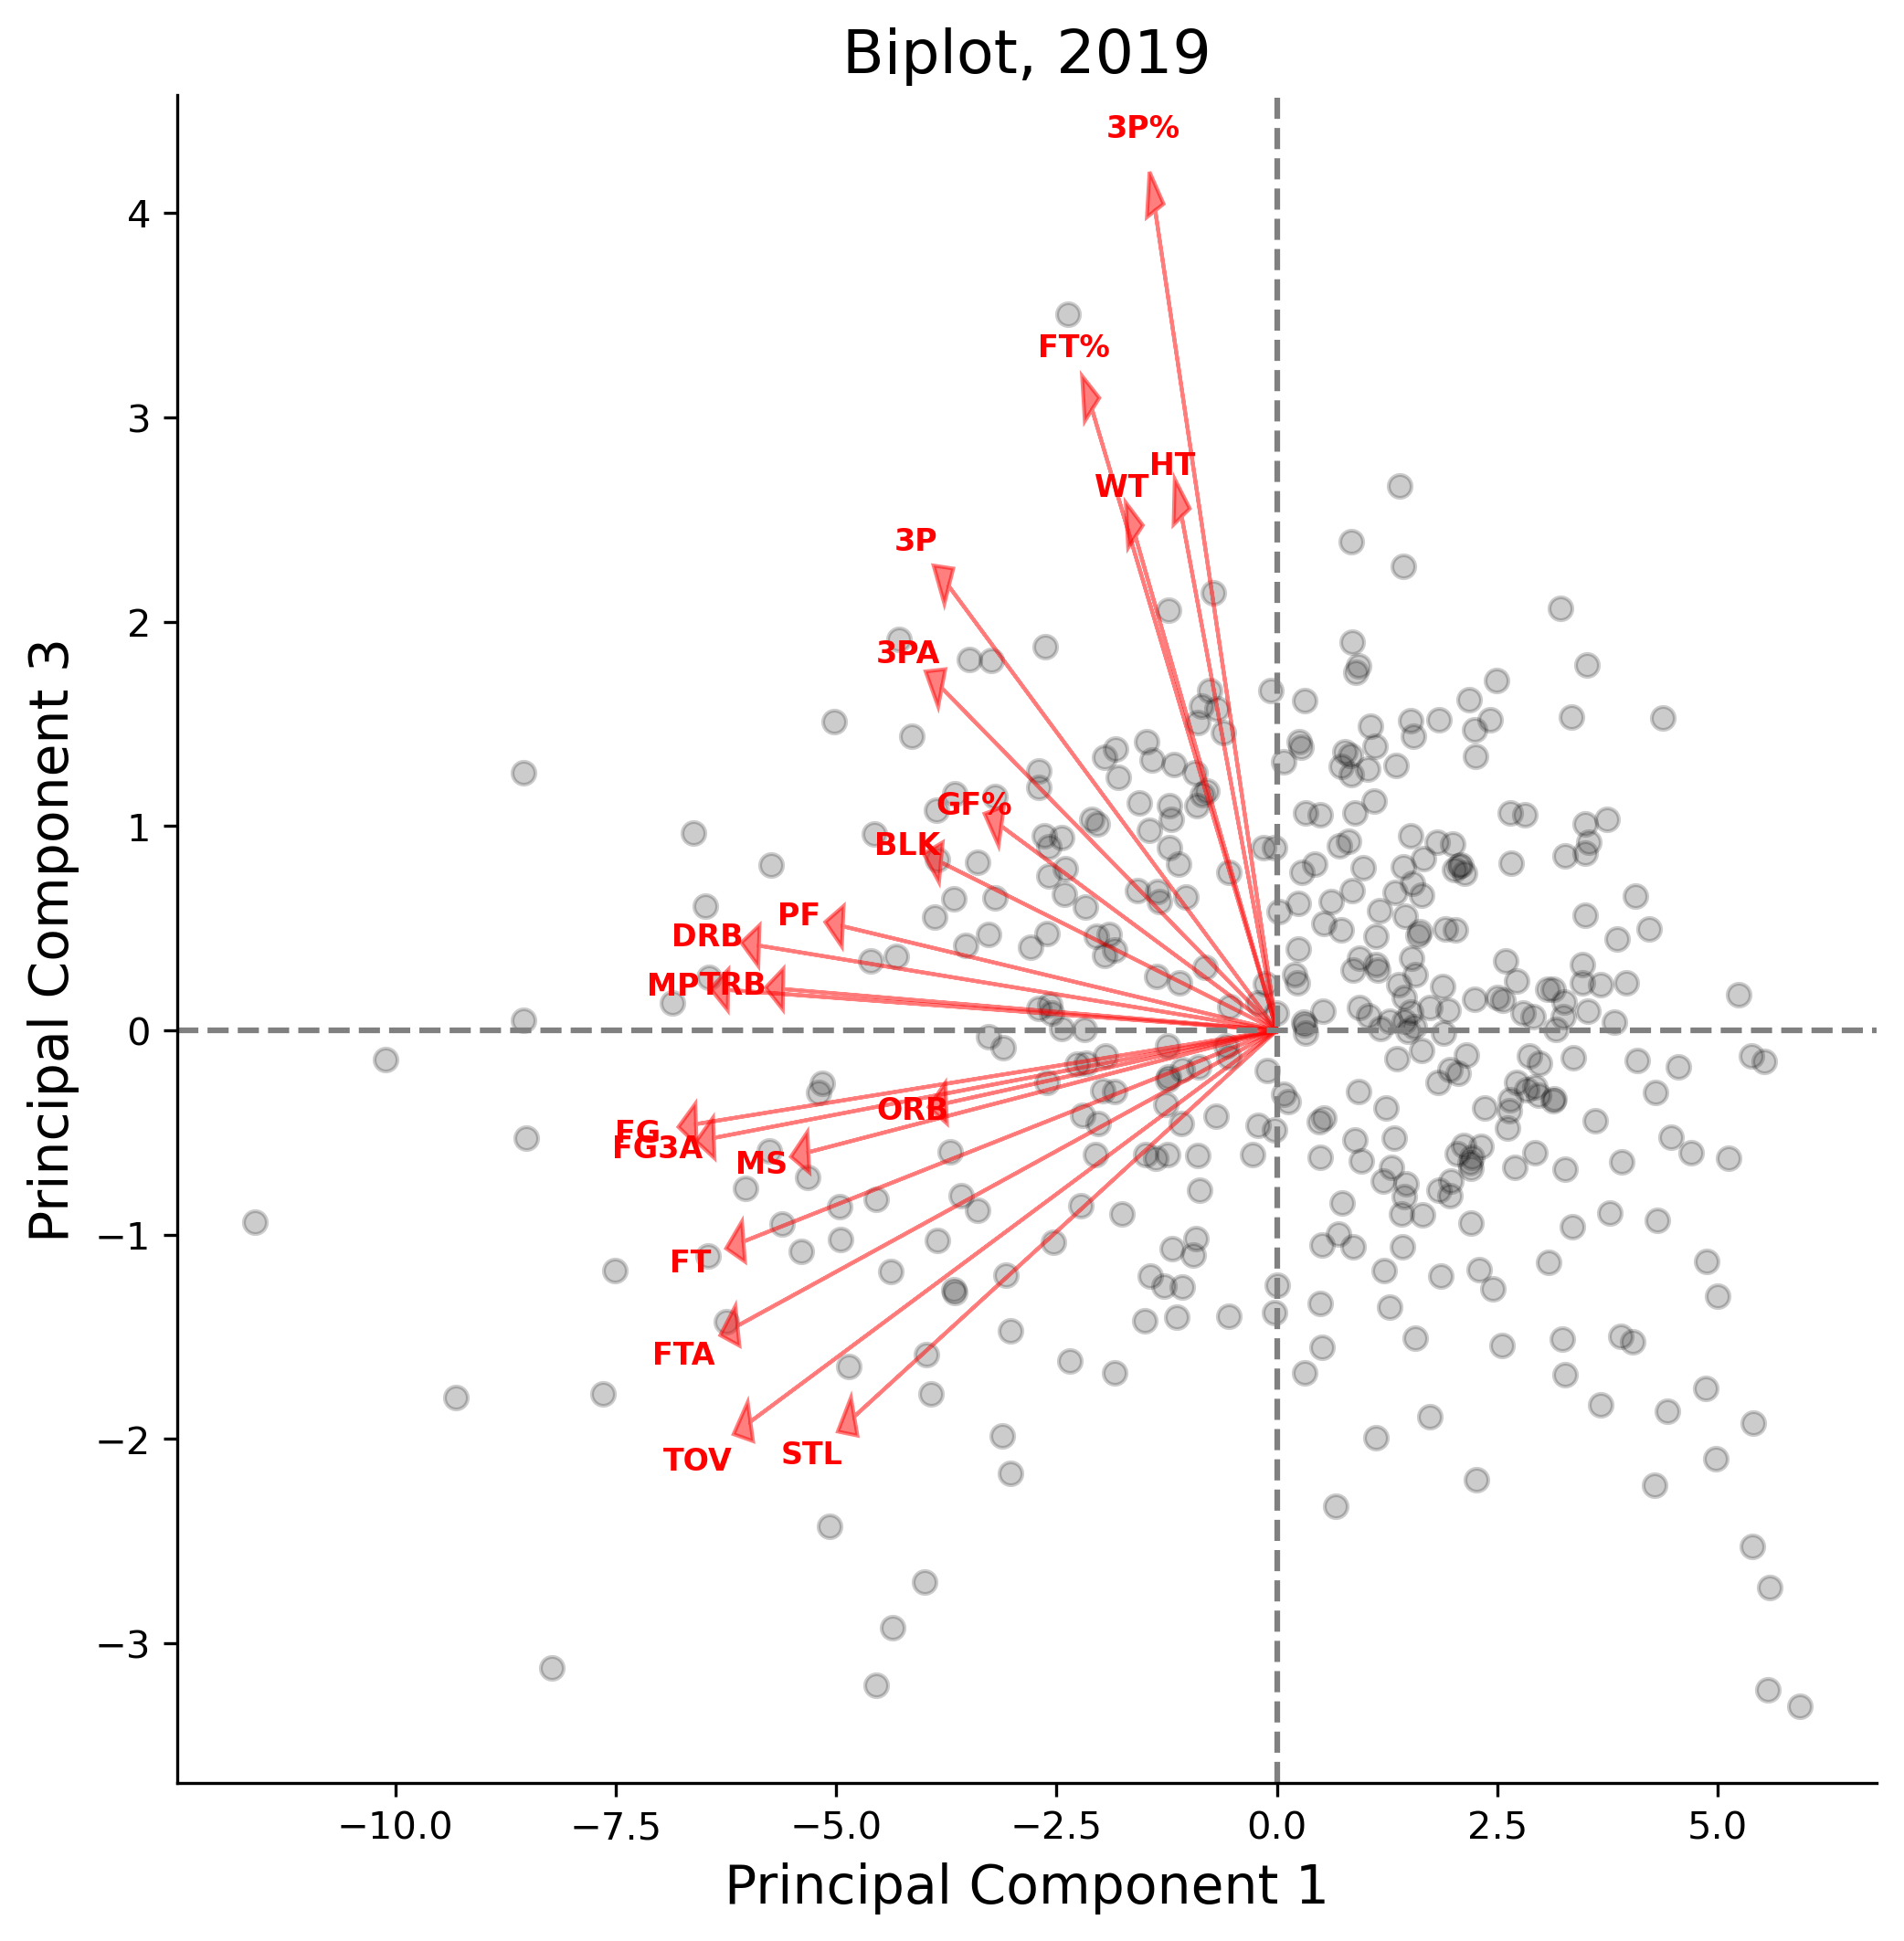 Biplot, 2019
3P%
FT%
HT
WT
3P
3PA
GF%
BLK
PF
DRB
MP
TRB
ORB
FG
FG3A
MS
FT
FTA
TOV
STL
Principal Component 3
4
3
2
1
0
−1
−2
−3
−10.0
−7.5
−5.0
−2.5
0.0
2.5
5.0
Principal Component 1